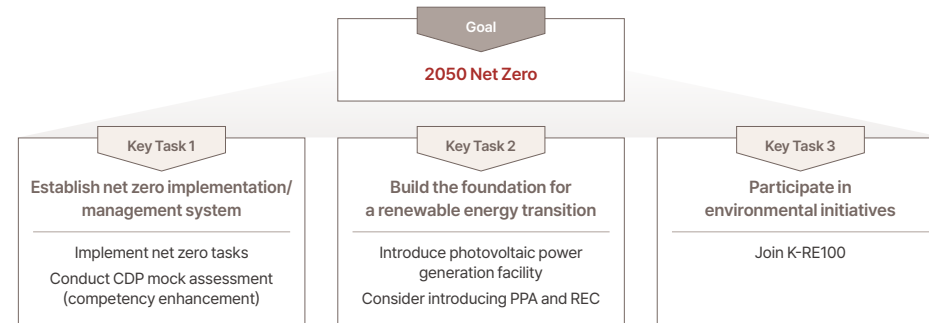 Goal
2050 Net Zero
Key Task 1
Establish net zero implementation/
management system
Implement net zero tasks
Conduct CDP mock assessment
(competency enhancement)
Key Task 2
Build the foundation for
a renewable energy transition
Introduce photovoltaic power
generation facility
Consider introducing PPA and REC
Key Task 3
Participate in
environmental initiatives
Join K-RE100